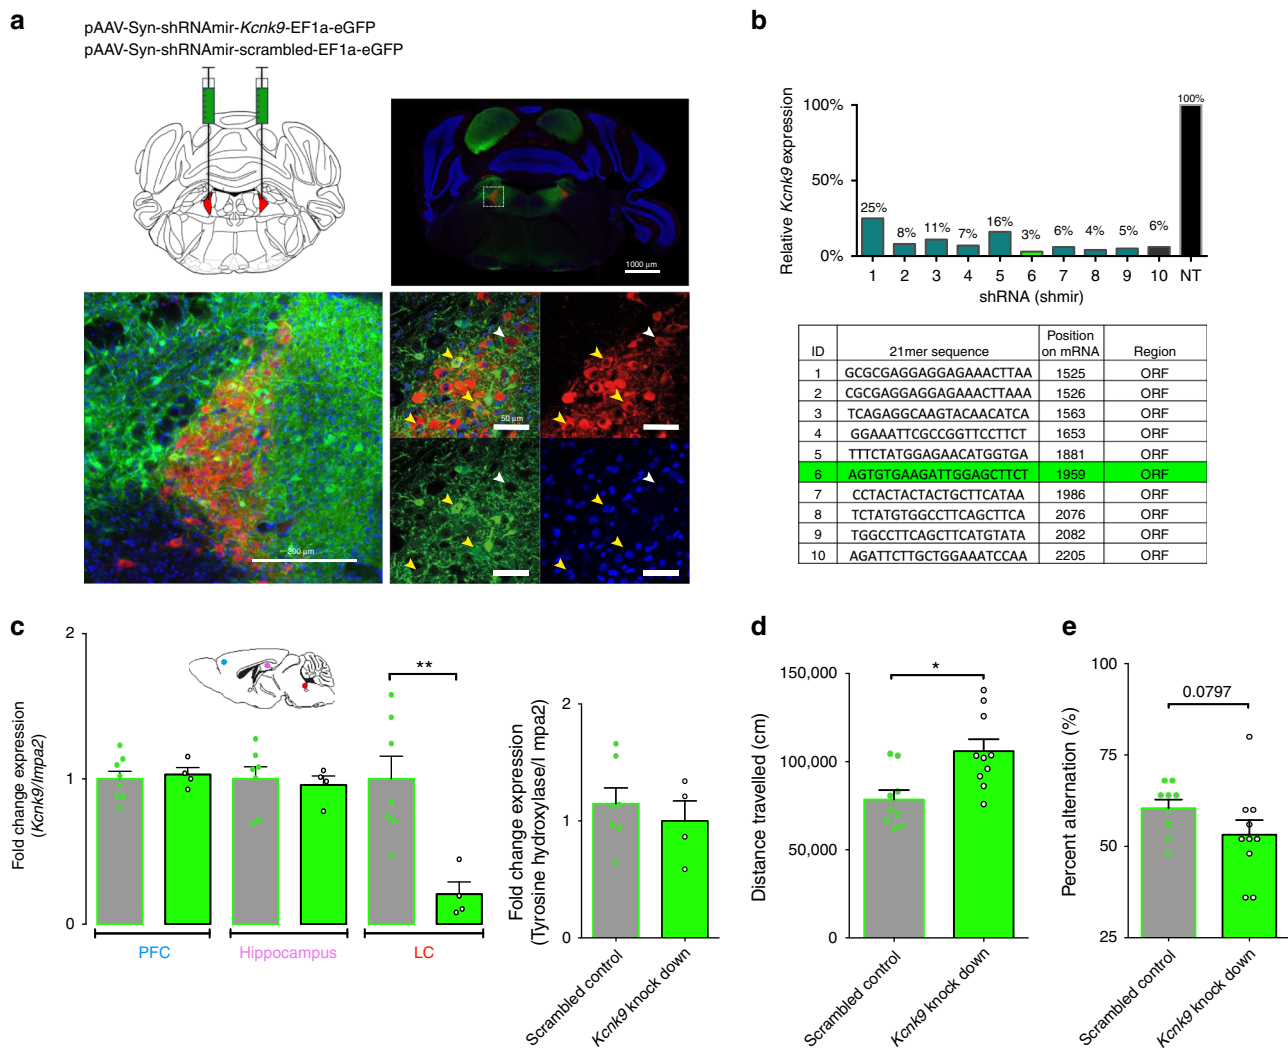 a
pAAV-Syn-shRNAmir-Kcnk9-EF1a-eGFP
pAAV-Syn-shRNAmir-scrambled-EF1a-eGFP
1000 µm
200 µm
50 µm
b
Relative Kcnk9 expression
100%
50%
0%
25%
8%
11%
7%
16%
3%
6%
4%
5%
6%
100%
1 2 3 4 5 6 7 8 9 10 NT
shRNA (shmir)
ID 21mer sequence Position on mRNA Region
1 GCGCGAGGAGGAGAAACTTAA 1525 ORF
2 CGCGAGGAGGAGAAACTTAAA 1526 ORF
3 TCAGAGGCAAGTACAACATCA 1563 ORF
4 GGAAATTCGCCGGTTCCTTCT 1653 ORF
5 TTTCTATGGAGAACATGGTGA 1881 ORF
6 AGTGTGAAGATTGGAGCTTCT 1959 ORF
7 CCTACTACTACTGCTTCATAA 1986 ORF
8 TCTATGTGGCCTTCAGCTTCA 2076 ORF
9 TGGCCTTCAGCTTCATGTATA 2082 ORF
10 AGATTCTTGCTGGAAATCCAA 2205 ORF
c
Fold change expression
(Kcnk9/Impa2)
2
1
0
**
PFC
Hippocampus
LC
Fold change expression
(Tyrosine hydroxylase/I mpa2)
2
1
0
Scrambled control
Kcnk9 knock down
d
Distance travelled (cm)
150,000
100,000
50,000
0
*
Scrambled control
Kcnk9 knock down
e
Percent alternation (%)
100
75
50
25
0.0797
Scrambled control
Kcnk9 knock down